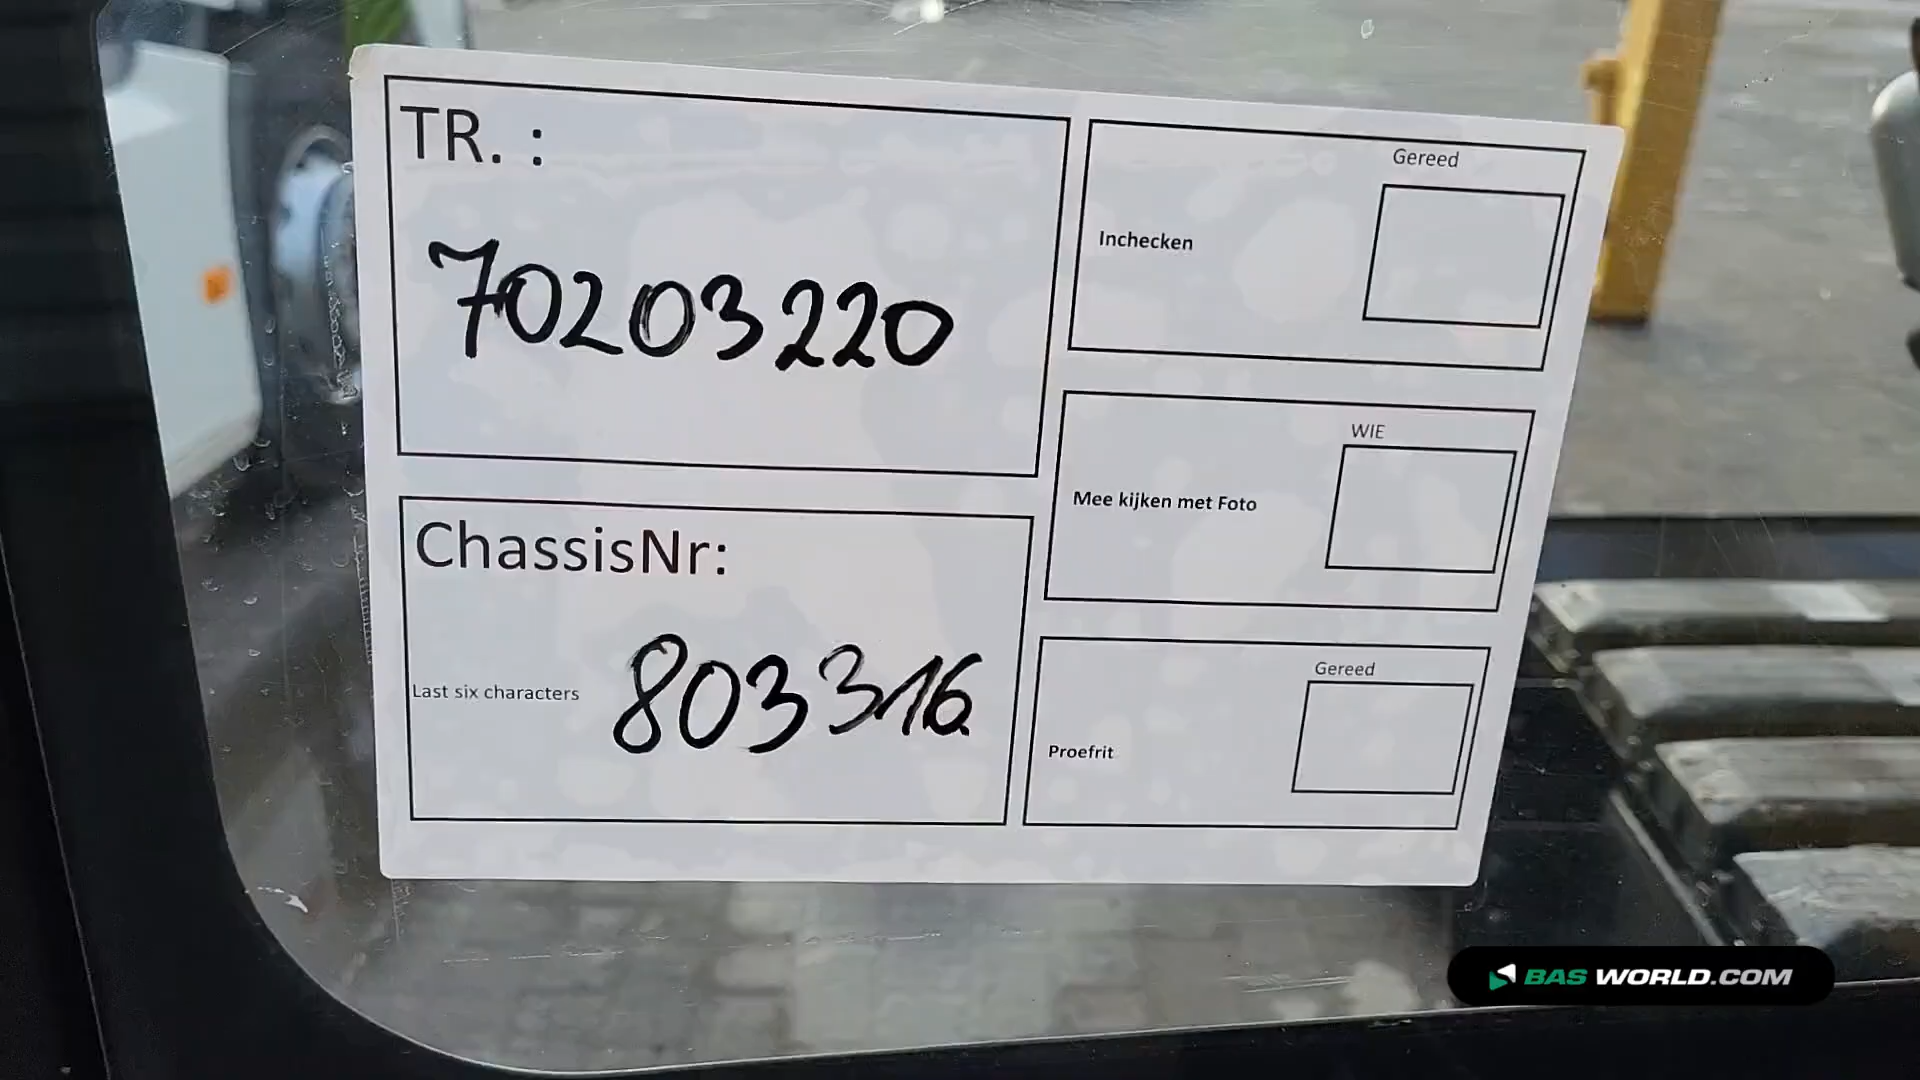 TR. :
70203220
ChassisNr:
Last six characters 803316
Gereed
Inchecken
WIE
Mee kijken met Foto
Gereed
Proefrit
BAS WORLD.COM